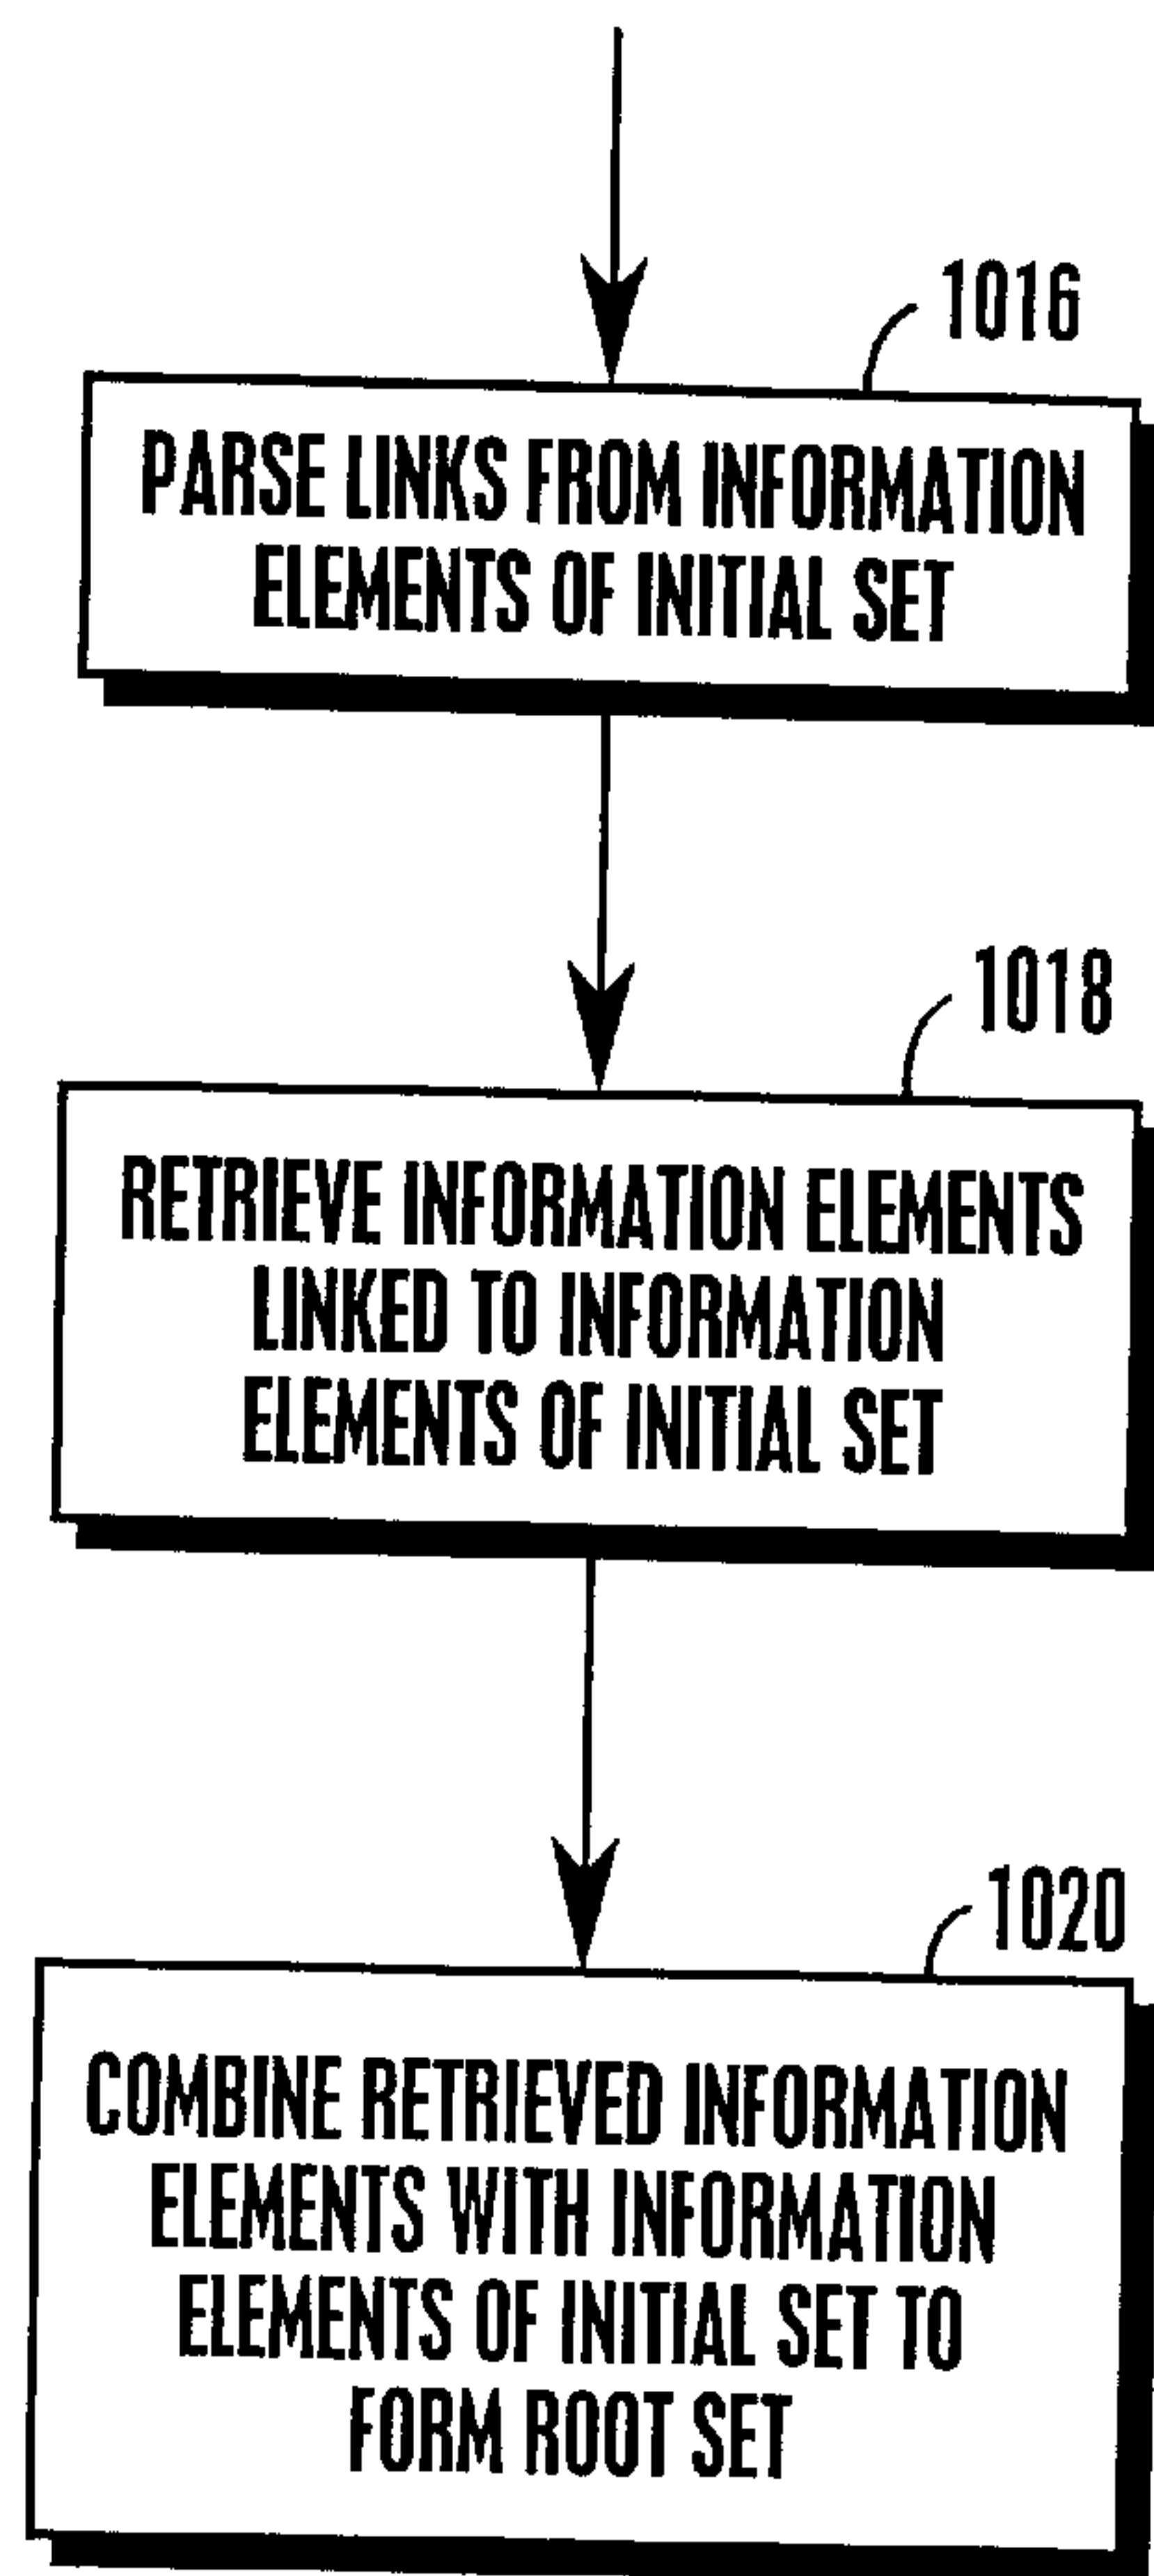 1016
PARSE LINKS FROM INFORMATION
ELEMENTS OF INITIAL SET
1018
RETRIEVE INFORMATION ELEMENTS
LINKED TO INFORMATION
ELEMENTS OF INITIAL SET
1020
COMBINE RETRIEVED INFORMATION
ELEMENTS WITH INFORMATION
ELEMENTS OF INITIAL SET TO
FORM ROOT SET